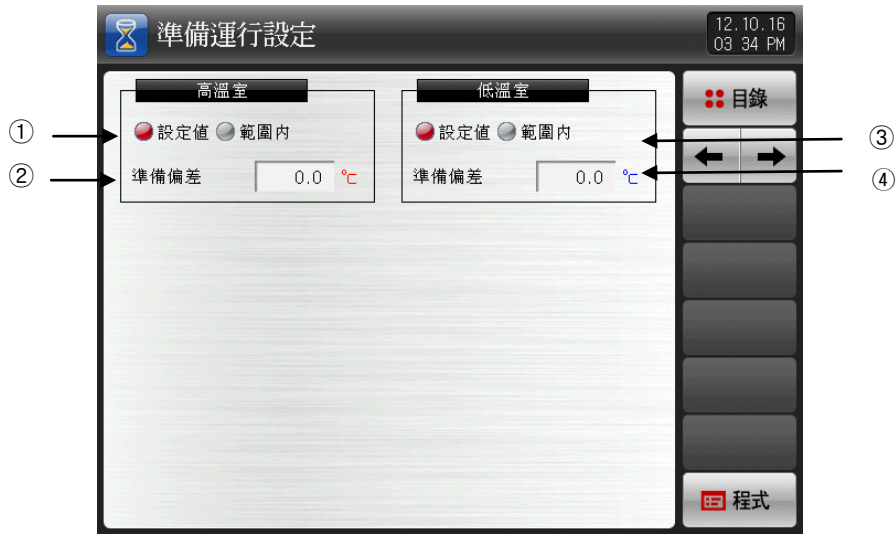 準備運行設定
12.10.16
03 34 PM
高溫室
低溫室
目錄
① 設定值 範圍內
設定值 範圍內 ③
② 準備偏差 0.0 ℃
準備偏差 0.0 ℃ ④
程式